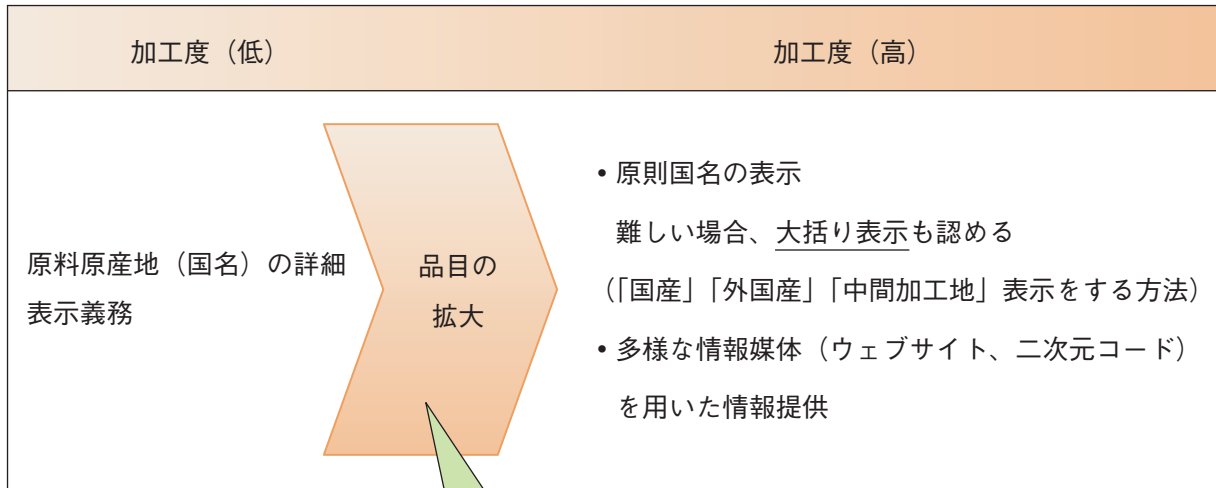 加工度（低）
加工度（高）
原料原産地（国名）の詳細
表示義務
品目の
拡大
• 原則国名の表示
難しい場合、大括り表示も認める
（「国産」「外国産」「中間加工地」表示をする方法）
• 多様な情報媒体（ウェブサイト、二次元コード）
を用いた情報提供